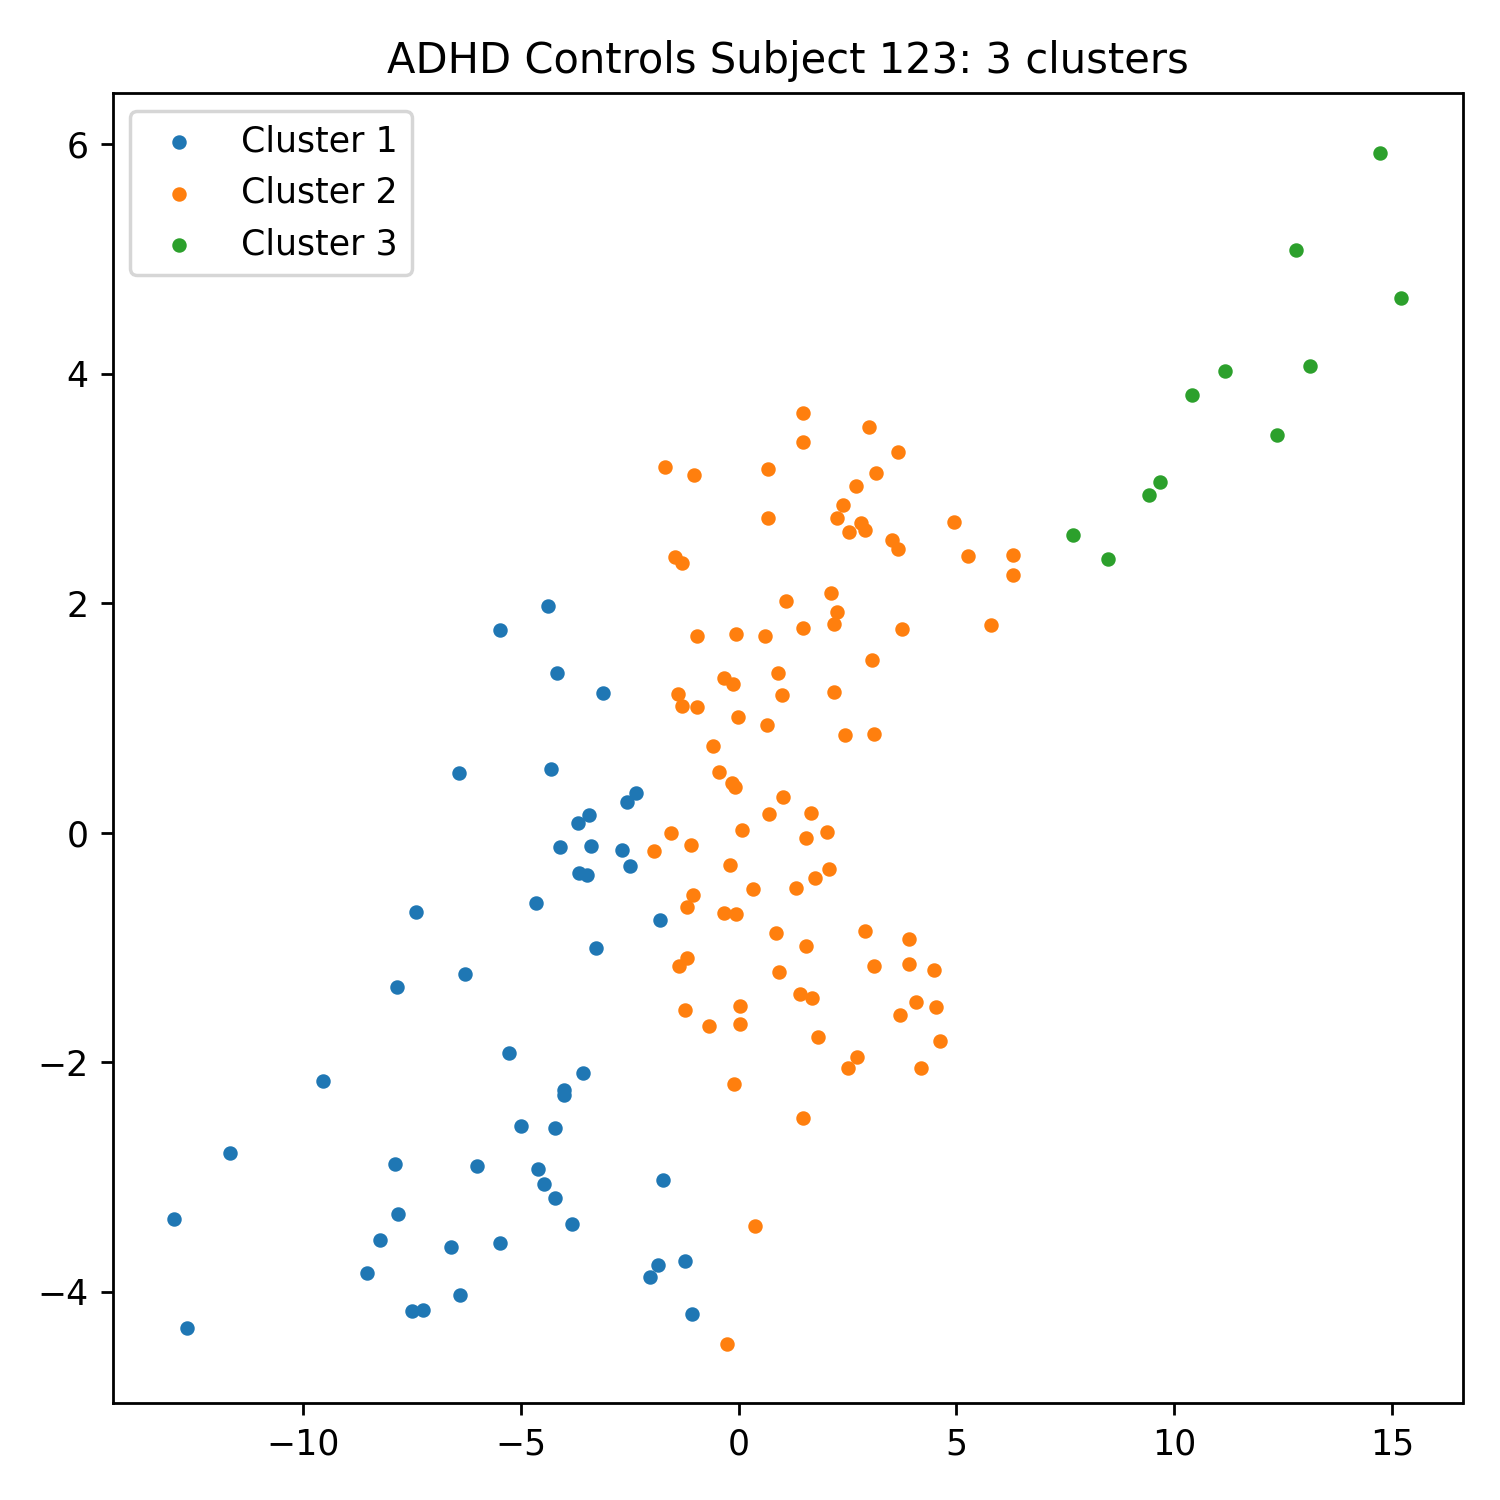 ADHD Controls Subject 123: 3 clusters
Cluster 1
Cluster 2
Cluster 3
6
4
2
0
−2
−4
−10 −5 0 5 10 15